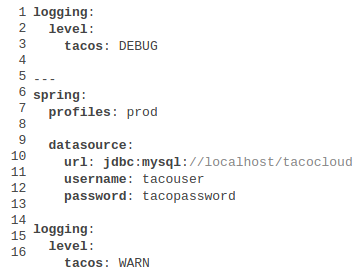 1 logging:
2   level:
3     tacos: DEBUG
4
5 ---
6 spring:
7   profiles: prod
8
9   datasource:
10     url: jdbc:mysql://localhost/tacocloud
11     username: tacouser
12     password: tacopassword
13
14 logging:
15   level:
16     tacos: WARN